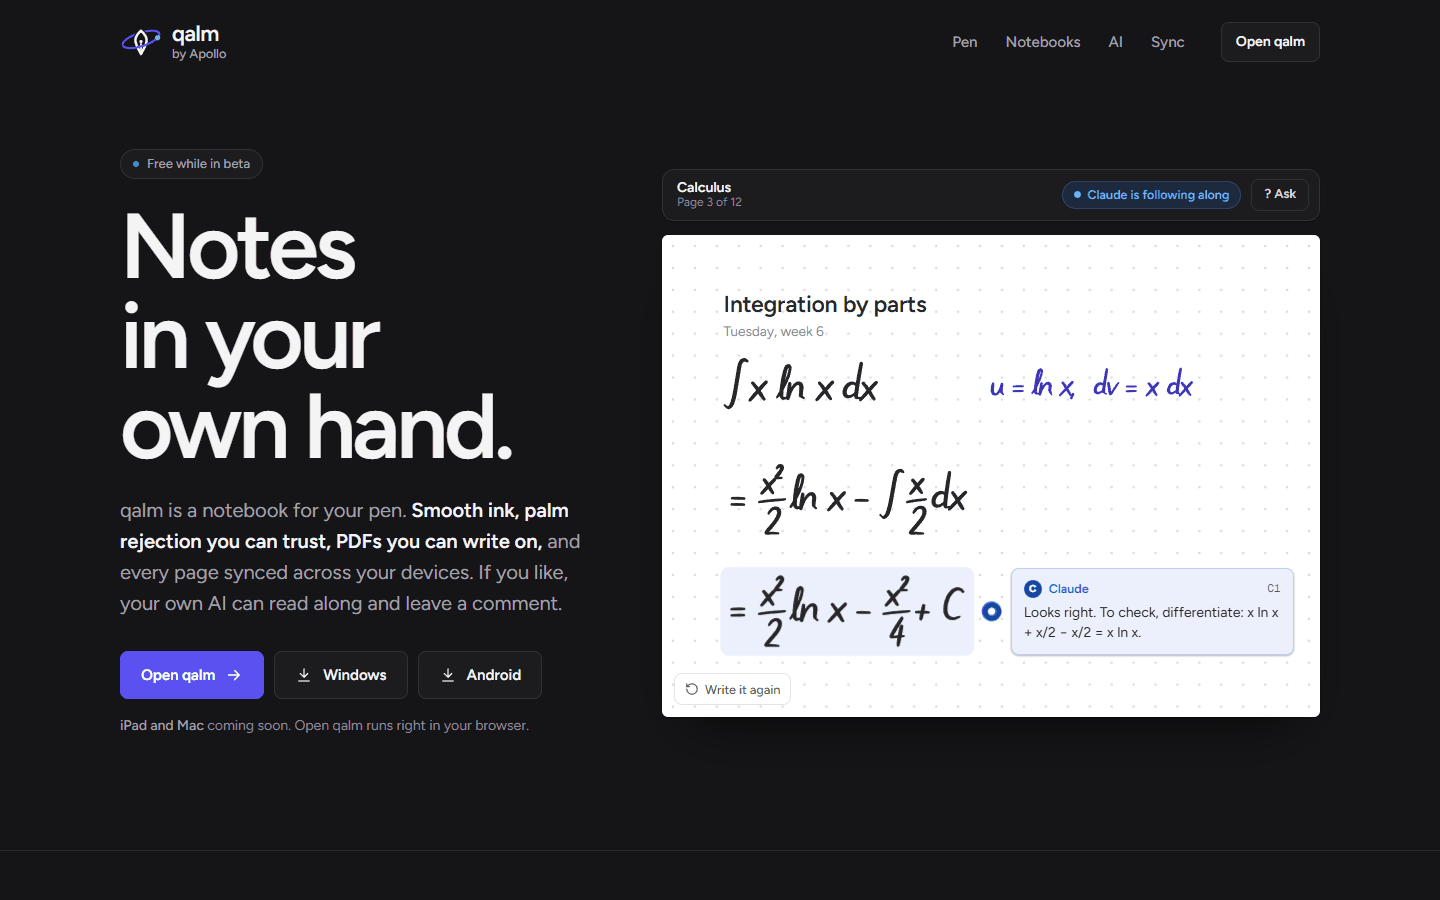 qalm
by Apollo
Pen Notebooks AI Sync Open qalm
Free while in beta
Notes
in your
own hand.
qalm is a notebook for your pen. Smooth ink, palm
rejection you can trust, PDFs you can write on, and
every page synced across your devices. If you like,
your own AI can read along and leave a comment.
Open qalm → Windows Android
iPad and Mac coming soon. Open qalm runs right in your browser.
Calculus
Page 3 of 12
Claude is following along ? Ask
Integration by parts
Tuesday, week 6
∫ x ln x dx u = ln x, dv = x dx
= x²/2 ln x − ∫ x/2 dx
= x²/2 ln x − x²/4 + C
C Claude C1
Looks right. To check, differentiate: x ln x
+ x/2 − x/2 = x ln x.
Write it again